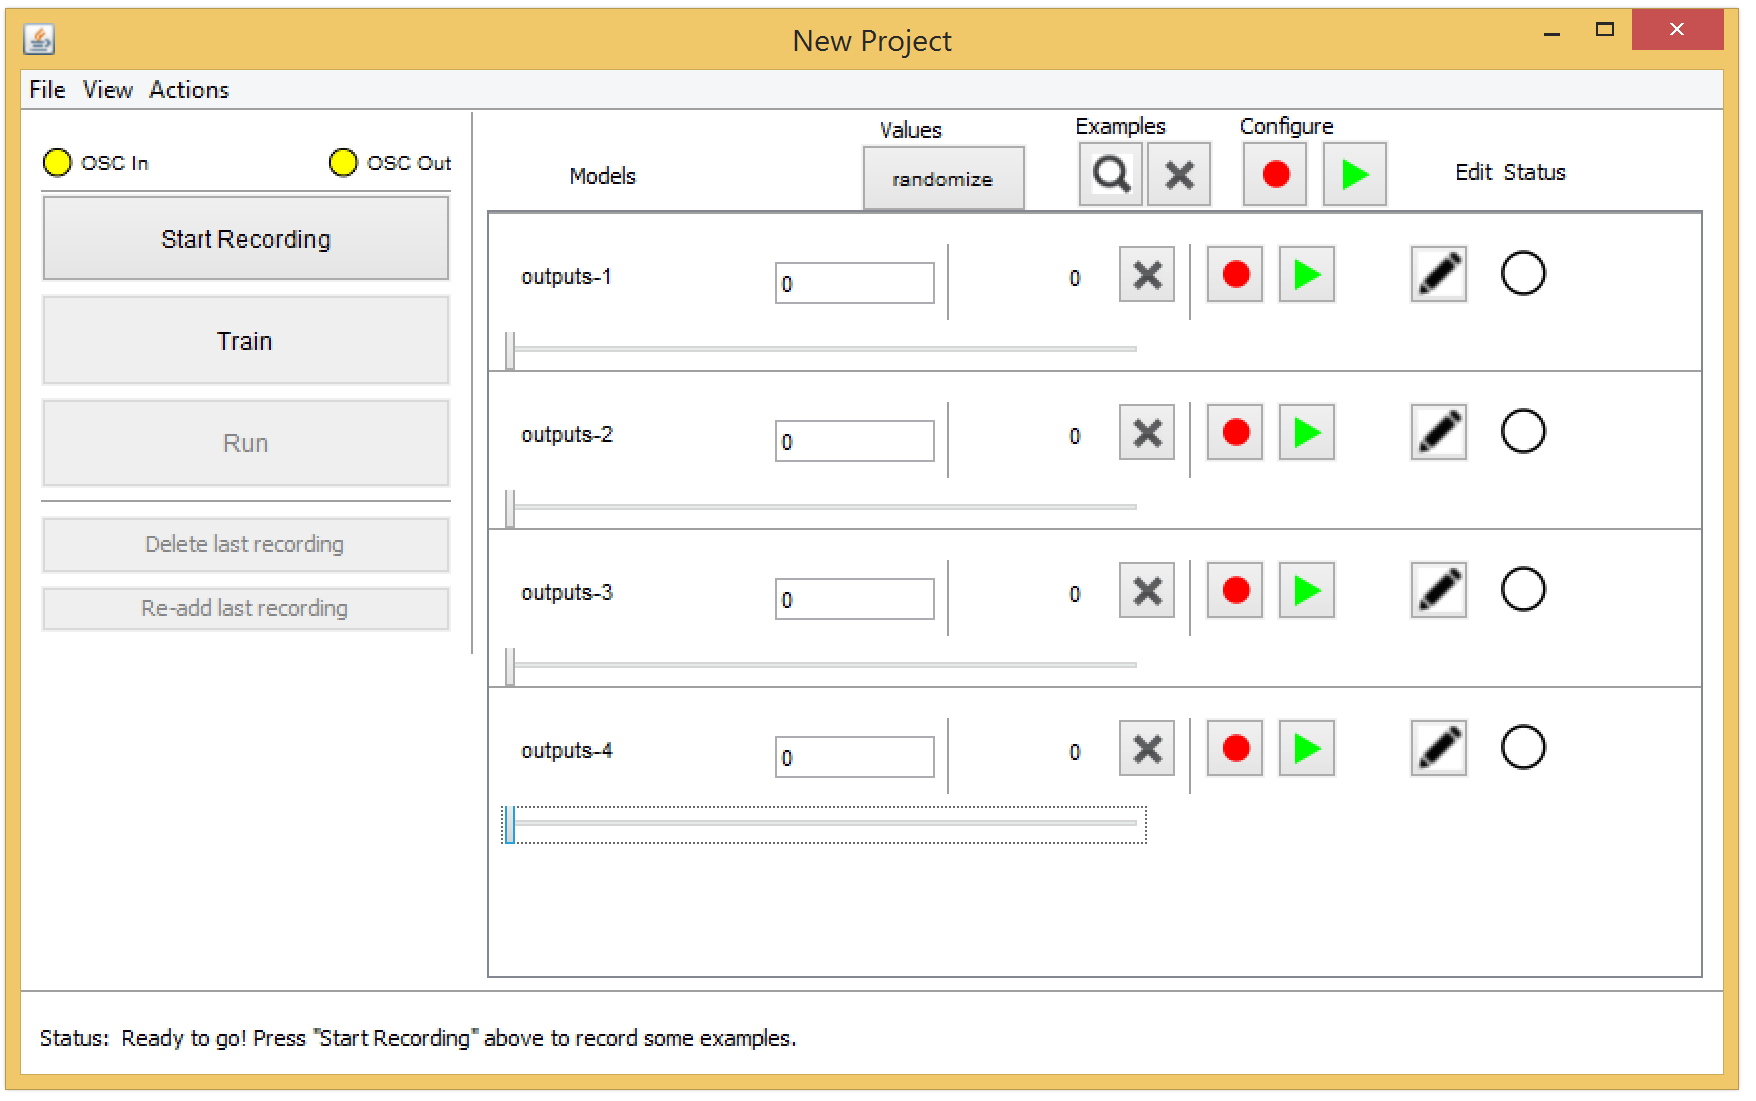 New Project
File View Actions
OSC In OSC Out
Start Recording
Train
Run
Delete last recording
Re-add last recording
Models
Values
randomize
Examples
Configure
Edit Status
outputs-1
0
0
outputs-2
0
0
outputs-3
0
0
outputs-4
0
0
Status: Ready to go! Press "Start Recording" above to record some examples.